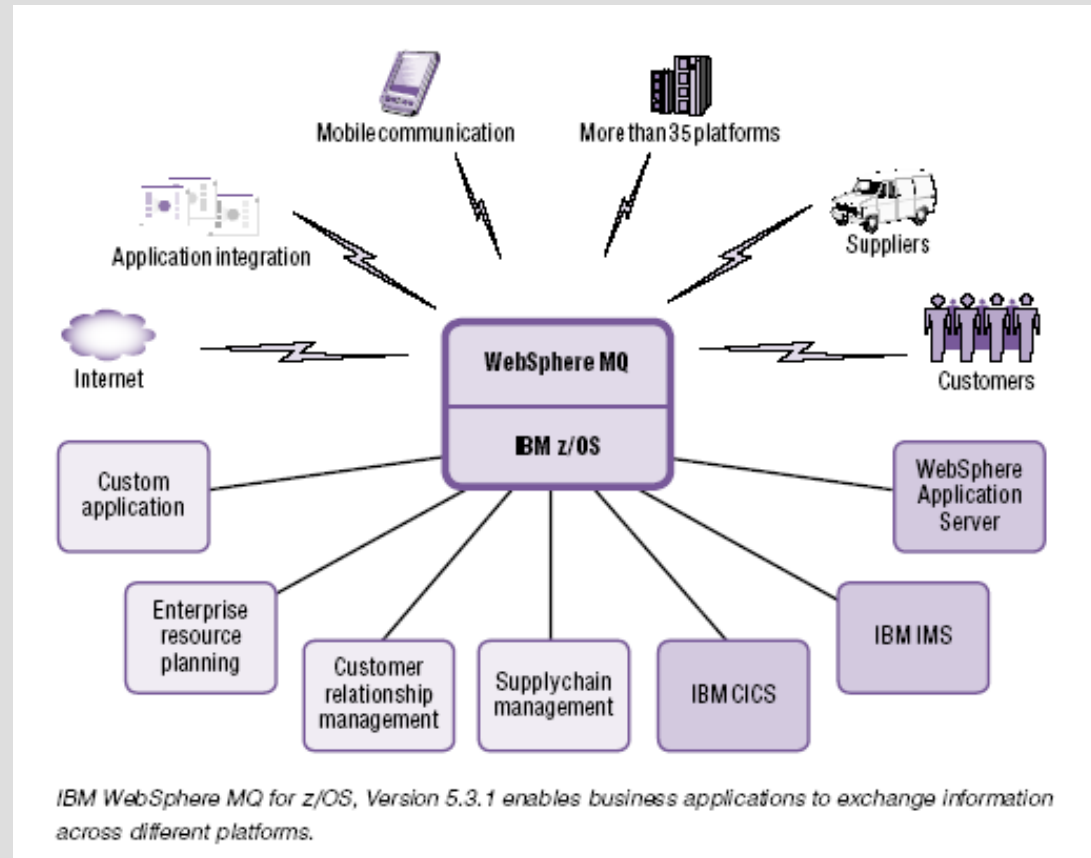 Mobile communication
More than 35 platforms
Application integration
Suppliers
Internet
Customers
WebSphere MQ
IBM z/OS
Custom
application
WebSphere
Application
Server
Enterprise
resource
planning
Customer
relationship
management
Supply chain
management
IBM CICS
IBM IMS
IBM WebSphere MQ for z/OS, Version 5.3.1 enables business applications to exchange information
across different platforms.